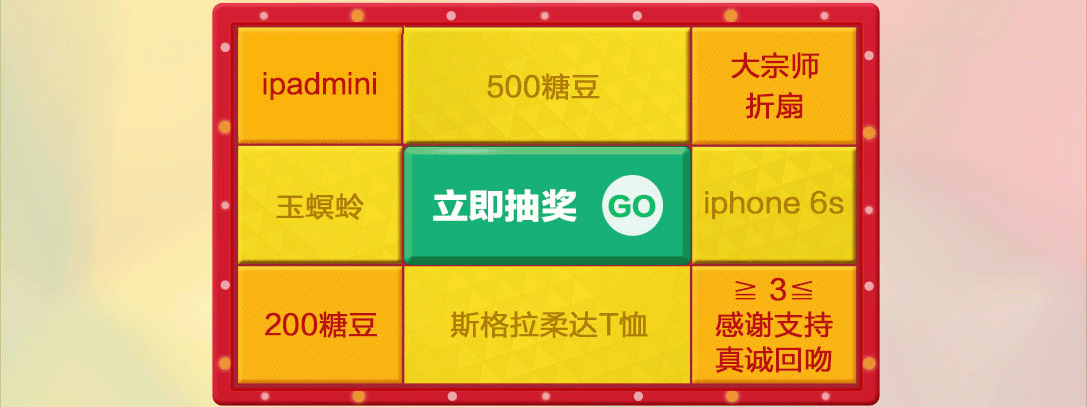 ipadmini
500糖豆
大宗师
折扇
玉螟蛉
立即抽奖 GO
iphone 6s
200糖豆
斯格拉柔达T恤
≧ 3≦
感谢支持
真诚回吻